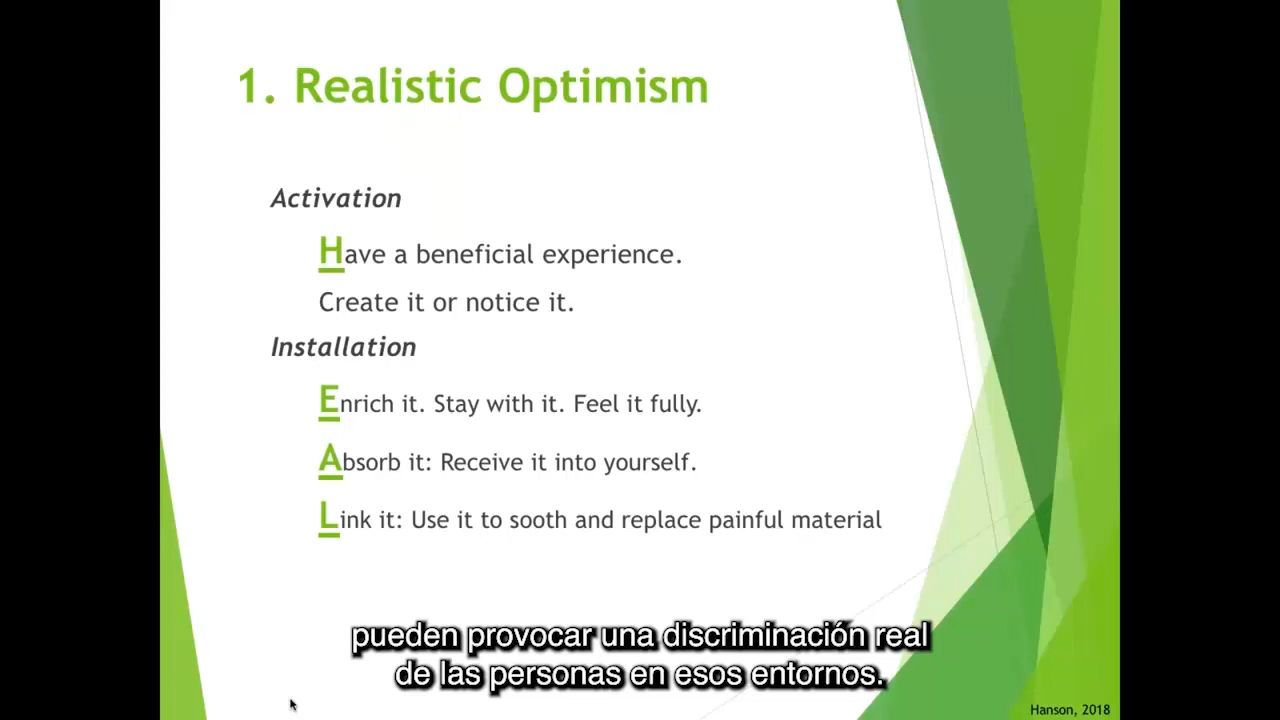 1. Realistic Optimism
Activation
Have a beneficial experience.
Create it or notice it.
Installation
Enrich it. Stay with it. Feel it fully.
Absorb it: Receive it into yourself.
Link it: Use it to sooth and replace painful material
pueden provocar una discriminación real
de las personas en esos entornos.
Hanson, 2018